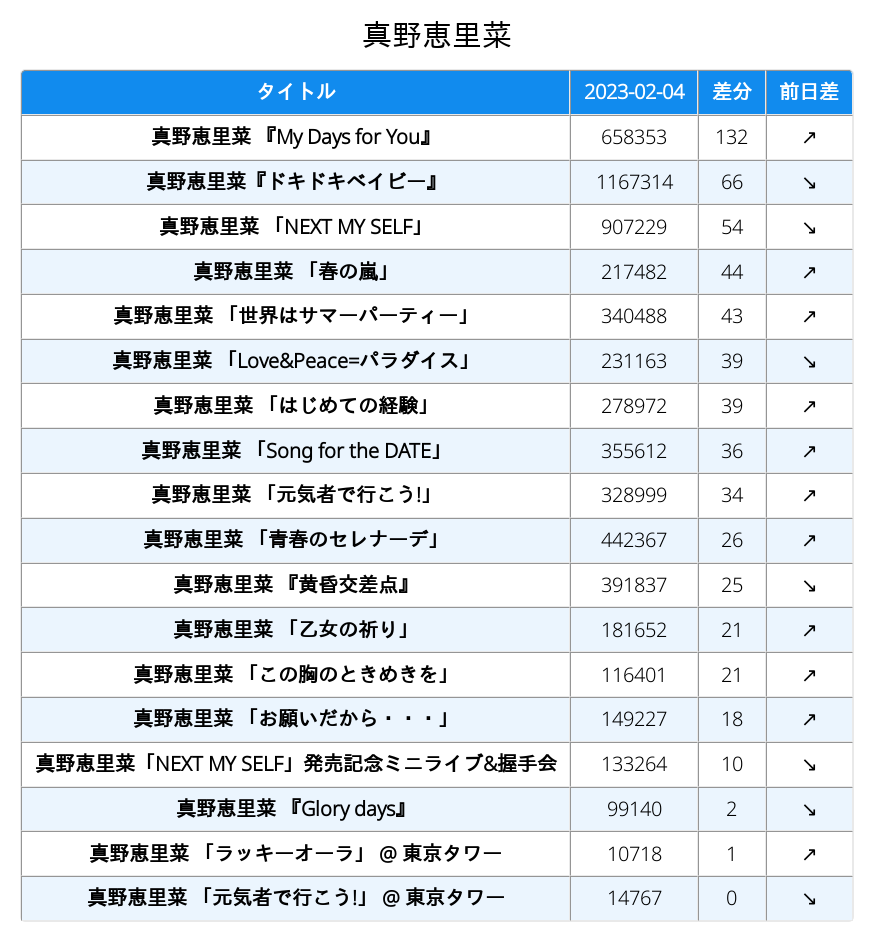 真野恵里菜
タイトル 2023-02-04 差分 前日差
真野恵里菜 『My Days for You』 658353 132 ↗
真野恵里菜『ドキドキベイビー』 1167314 66 ↘
真野恵里菜 「NEXT MY SELF」 907229 54 ↘
真野恵里菜 「春の嵐」 217482 44 ↗
真野恵里菜 「世界はサマーパーティー」 340488 43 ↗
真野恵里菜 「Love&Peace=パラダイス」 231163 39 ↘
真野恵里菜 「はじめての経験」 278972 39 ↗
真野恵里菜 「Song for the DATE」 355612 36 ↗
真野恵里菜 「元気者で行こう!」 328999 34 ↗
真野恵里菜 「青春のセレナーデ」 442367 26 ↗
真野恵里菜 『黄昏交差点』 391837 25 ↘
真野恵里菜 「乙女の祈り」 181652 21 ↗
真野恵里菜 「この胸のときめきを」 116401 21 ↗
真野恵里菜 「お願いだから・・・」 149227 18 ↗
真野恵里菜「NEXT MY SELF」発売記念ミニライブ&握手会 133264 10 ↘
真野恵里菜 『Glory days』 99140 2 ↘
真野恵里菜 「ラッキーオーラ」 @ 東京タワー 10718 1 ↗
真野恵里菜 「元気者で行こう!」 @ 東京タワー 14767 0 ↘